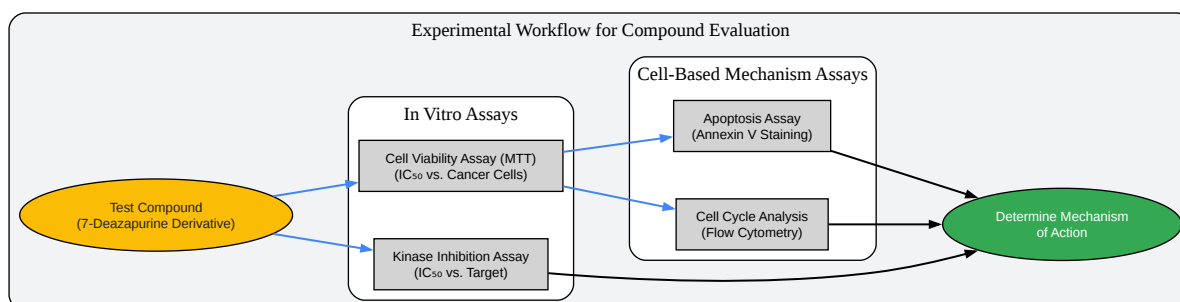 Experimental Workflow for Compound Evaluation
Cell-Based Mechanism Assays
In Vitro Assays
Apoptosis Assay
(Annexin V Staining)
Cell Viability Assay (MTT)
(IC₅₀ vs. Cancer Cells)
Test Compound
(7-Deazapurine Derivative)
Cell Cycle Analysis
(Flow Cytometry)
Determine Mechanism
of Action
Kinase Inhibition Assay
(IC₅₀ vs. Target)